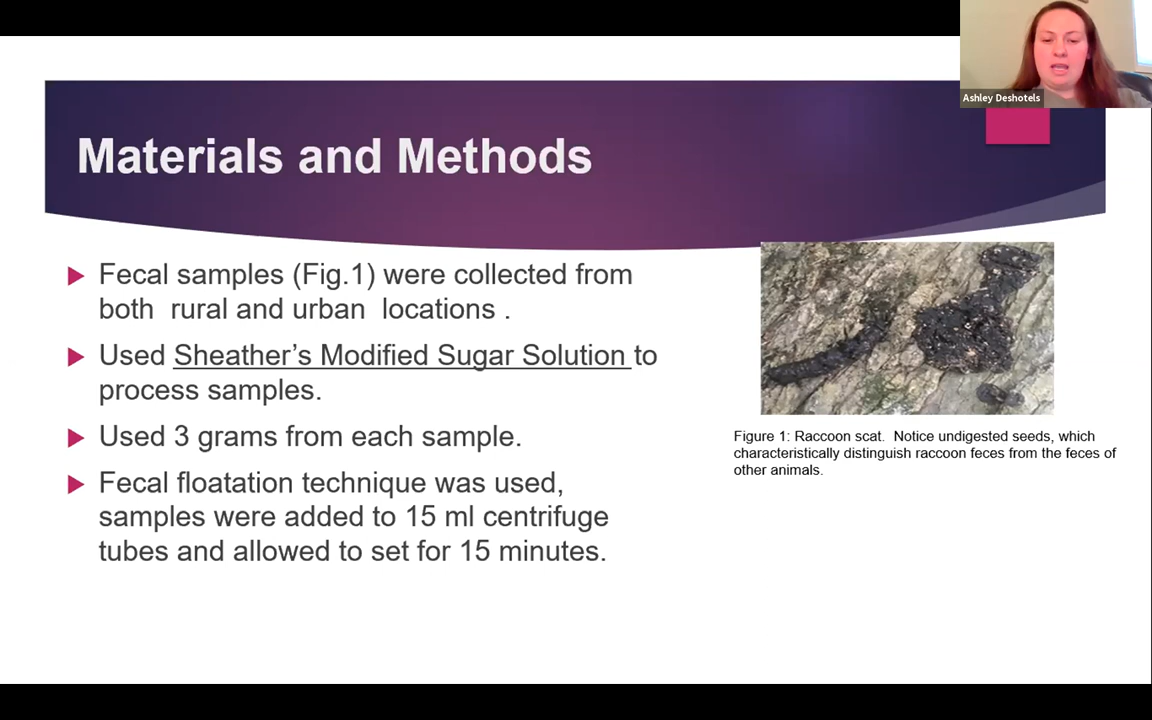 Ashley Deshotels
Materials and Methods
Fecal samples (Fig.1) were collected from
both rural and urban locations .
Used Sheather's Modified Sugar Solution to
process samples.
Used 3 grams from each sample.
Fecal floatation technique was used,
samples were added to 15 ml centrifuge
tubes and allowed to set for 15 minutes.
Figure 1: Raccoon scat. Notice undigested seeds, which
characteristically distinguish raccoon feces from the feces of
other animals.